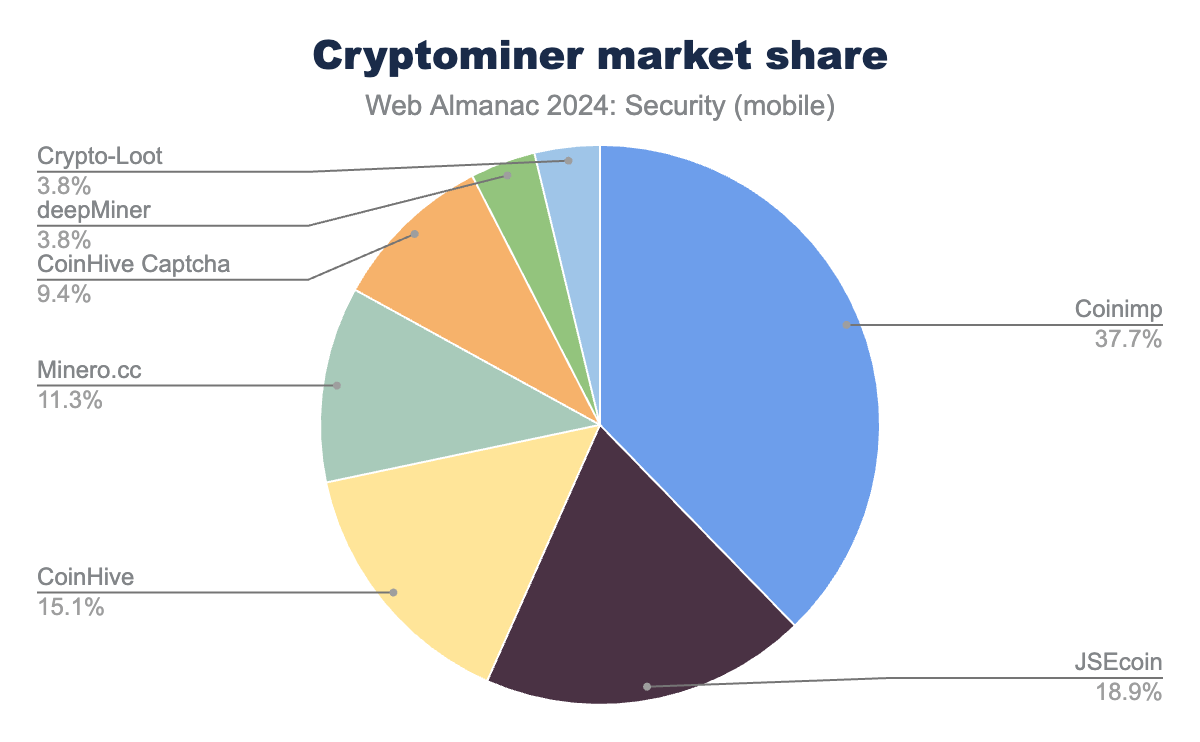 Cryptominer market share
Web Almanac 2024: Security (mobile)
Crypto-Loot
3.8%
deepMiner
3.8%
CoinHive Captcha
9.4%
Minero.cc
11.3%
CoinHive
15.1%
Coinimp
37.7%
JSEcoin
18.9%